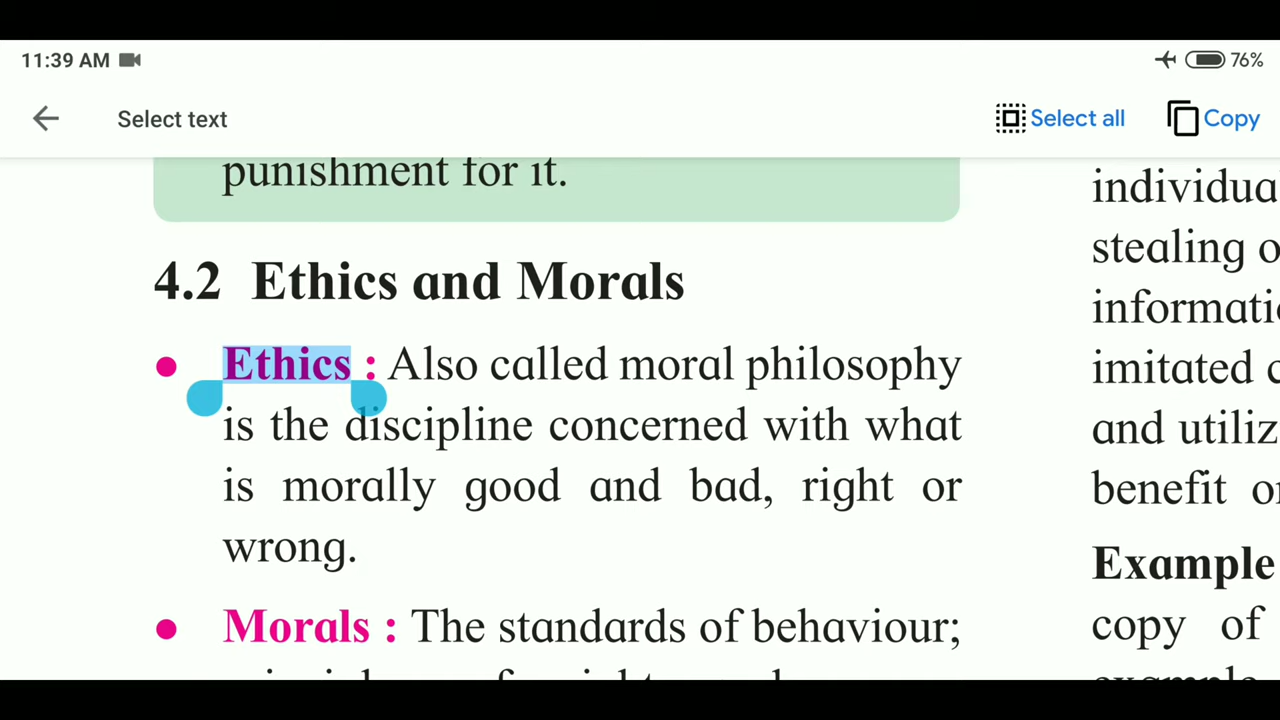 11:39 AM
76%
Select text
Select all
Copy
punishment for it.
4.2 Ethics and Morals
● Ethics : Also called moral philosophy
is the discipline concerned with what
is morally good and bad, right or
wrong.
● Morals : The standards of behaviour;
individua
stealing o
informati
imitated c
and utiliz
benefit o
Example
copy of